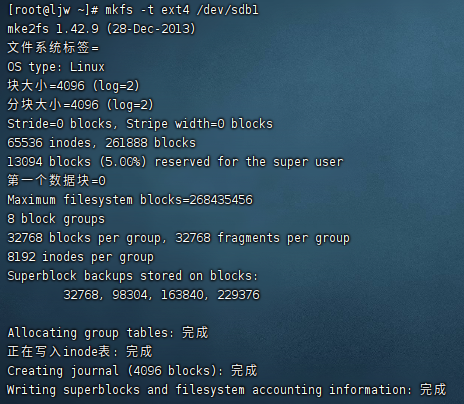 [root@ljw ~]# mkfs -t ext4 /dev/sdb1
mke2fs 1.42.9 (28-Dec-2013)
文件系统标签=
OS type: Linux
块大小=4096 (log=2)
分块大小=4096 (log=2)
Stride=0 blocks, Stripe width=0 blocks
65536 inodes, 261888 blocks
13094 blocks (5.00%) reserved for the super user
第一个数据块=0
Maximum filesystem blocks=268435456
8 block groups
32768 blocks per group, 32768 fragments per group
8192 inodes per group
Superblock backups stored on blocks:
32768, 98304, 163840, 229376
Allocating group tables: 完成
正在写入inode表: 完成
Creating journal (4096 blocks): 完成
Writing superblocks and filesystem accounting information: 完成